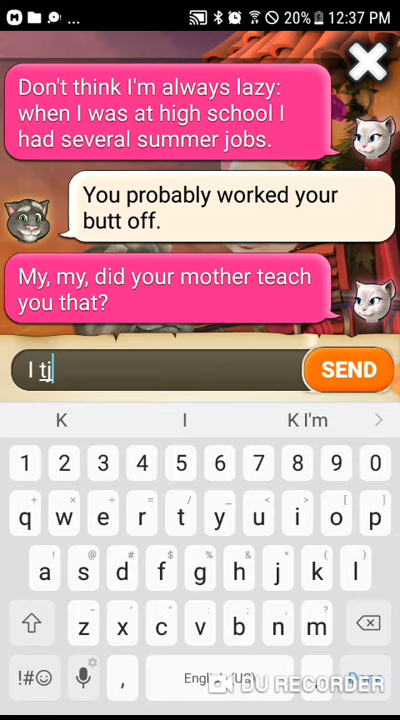 ... 20% 12:37 PM
Don't think I'm always lazy:
when I was at high school I
had several summer jobs.
You probably worked your
butt off.
My, my, did your mother teach
you that?
I tj
SEND
K I K I'm
1 2 3 4 5 6 7 8 9 0
q w e r t y u i o p
a s d f g h j k l
z x c v b n m
!#☺ , English (US) . Done
DU RECORDER